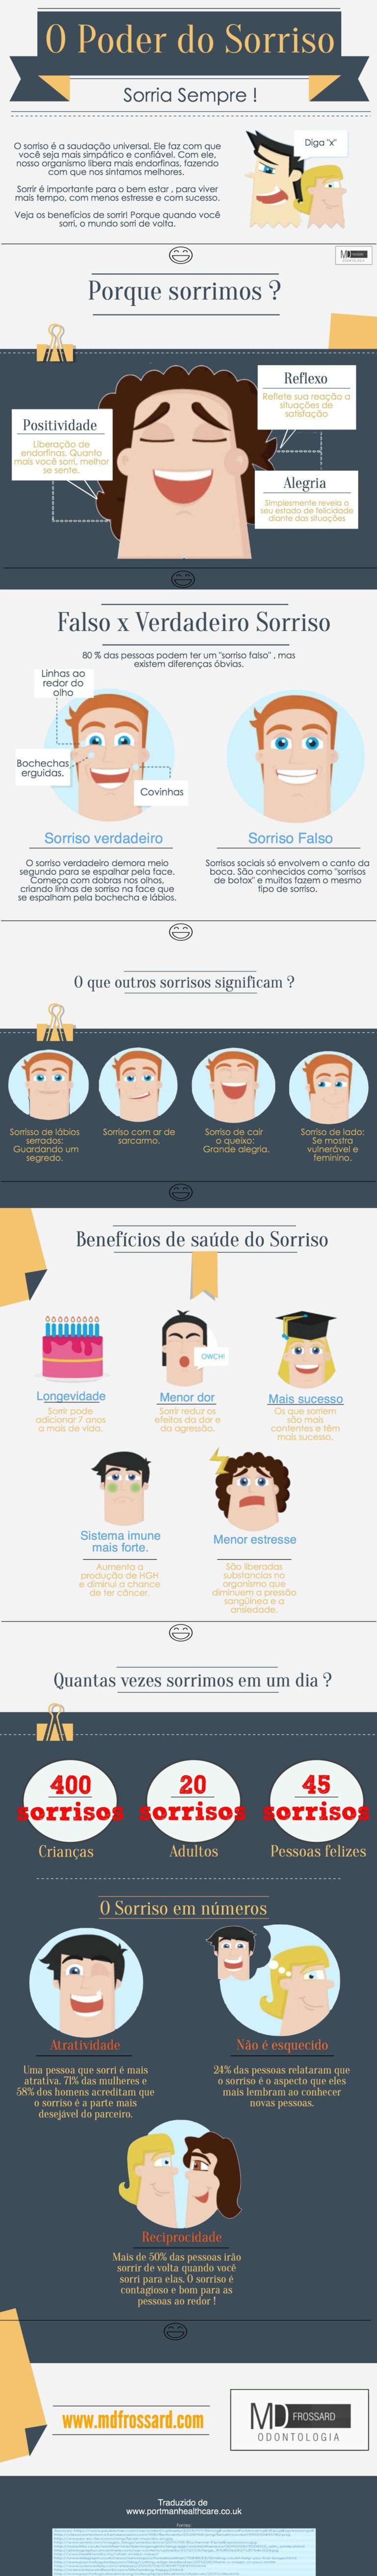 O Poder do Sorriso
Sorria Sempre !
O sorriso é a saudação universal. Ele faz com que
você seja mais simpático e confiável. Com ele,
nosso organismo libera mais endorfinas, fazendo
com que nos sintamos melhores.
Sorrir é importante para o bem estar , para viver
mais tempo, com menos estresse e com sucesso.
Veja os benefícios de sorrir! Porque quando você
sorri, o mundo sorri de volta.
Diga "x"
Porque sorrimos ?
Reflexo
Reflete sua reação a
situações de
satisfação
Positividade
Liberação de
endorfinas. Quanto
mais você sorri, melhor
se sente.
Alegria
Simplesmente revela o
seu estado de felicidade
diante das situações
Falso x Verdadeiro Sorriso
80 % das pessoas podem ter um "sorriso falso" , mas
existem diferenças óbvias.
Linhas ao
redor do
olho
Bochechas
erguidas.
Covinhas
Sorriso verdadeiro
O sorriso verdadeiro demora meio
segundo para se espalhar pela face.
Começa com dobras nos olhos,
criando linhas de sorriso na face que
se espalham pela bochecha e lábios.
Sorriso Falso
Sorrisos sociais só envolvem o canto da
boca. São conhecidos como "sorrisos
de botox" e muitos fazem o mesmo
tipo de sorriso.
O que outros sorrisos significam ?
Sorrisso de lábios
serrados:
Guardando um
segredo.
Sorriso com ar de
sarcarmo.
Sorriso de cair
o queixo:
Grande alegria.
Sorriso de lado:
Se mostra
vulnerável e
feminino.
Benefícios de saúde do Sorriso
OWCH!
Longevidade
Sorrir pode
adicionar 7 anos
a mais de vida.
Menor dor
Sorrir reduz os
efeitos da dor e
da agressão.
Mais sucesso
Os que sorriem
são mais
contentes e têm
mais sucesso.
Sistema imune
mais forte.
Aumenta a
produção de HGH
e diminui a chance
de ter câncer.
Menor estresse
São liberadas
substancias no
organismo que
diminuem a pressão
sangüínea e a
ansiedade.
Quantas vezes sorrimos em um dia ?
400
sorrisos
Crianças
20
sorrisos
Adultos
45
sorrisos
Pessoas felizes
O Sorriso em números
Atratividade
Uma pessoa que sorri é mais
atrativa. 71% das mulheres e
58% dos homens acreditam que
o sorriso é a parte mais
desejável do parceiro.
Não é esquecido
24% das pessoas relataram que
o sorriso é o aspecto que eles
mais lembram ao conhecer
novas pessoas.
Reciprocidade
Mais de 50% das pessoas irão
sorrir de volta quando você
sorri para elas. O sorriso é
contagioso e bom para as
pessoas ao redor !
www.mdfrossard.com
MD FROSSARD
ODONTOLOGIA
Traduzido de
www.portmanhealthcare.co.uk
Fontes: